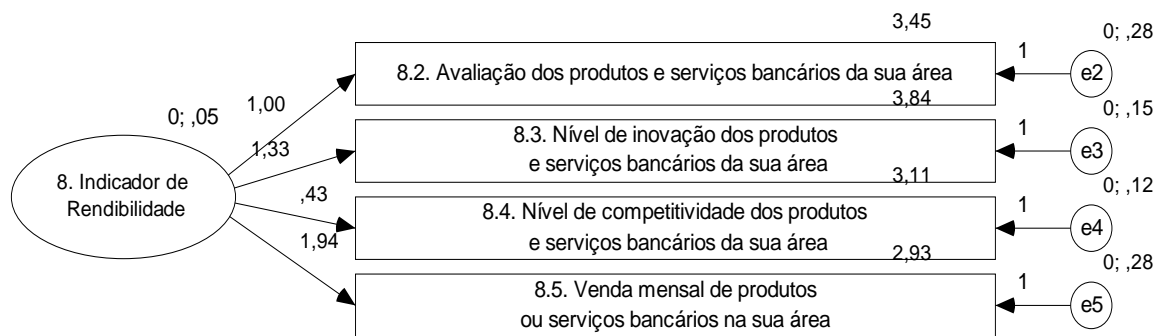 3,45
0; ,28
1
8.2. Avaliação dos produtos e serviços bancários da sua área
e2
1,00
3,84
0; ,15
0; ,05
1
1,33
8.3. Nível de inovação dos produtos
e serviços bancários da sua área
e3
8. Indicador de
Rendibilidade
3,11
0; ,12
,43
1
8.4. Nível de competitividade dos produtos
e serviços bancários da sua área
e4
1,94
2,93
0; ,28
1
8.5. Venda mensal de produtos
ou serviços bancários na sua área
e5